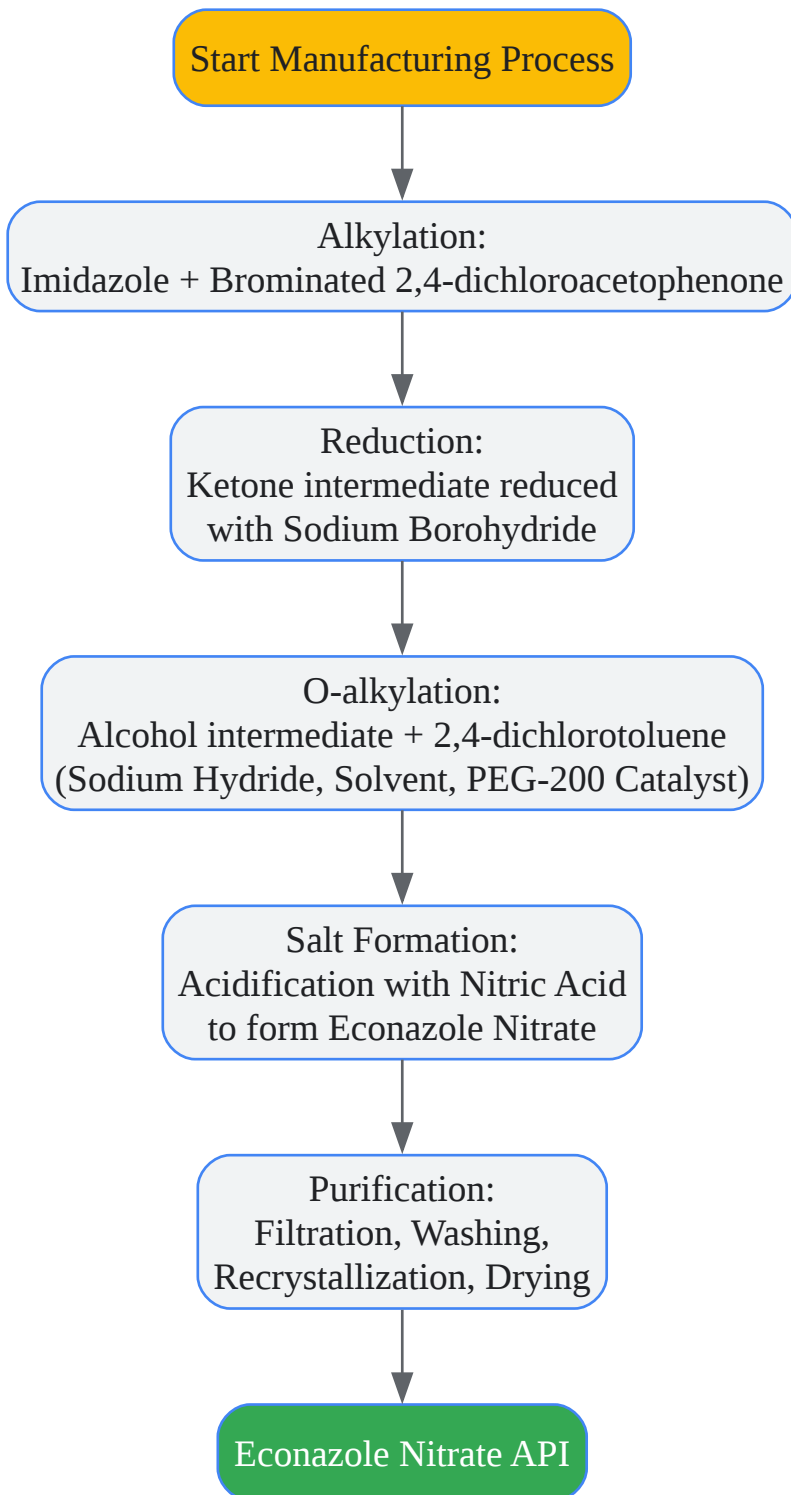 Start Manufacturing Process
Alkylation:
Imidazole + Brominated 2,4-dichloroacetophenone
Reduction:
Ketone intermediate reduced
with Sodium Borohydride
O-alkylation:
Alcohol intermediate + 2,4-dichlorotoluene
(Sodium Hydride, Solvent, PEG-200 Catalyst)
Salt Formation:
Acidification with Nitric Acid
to form Econazole Nitrate
Purification:
Filtration, Washing,
Recrystallization, Drying
Econazole Nitrate API